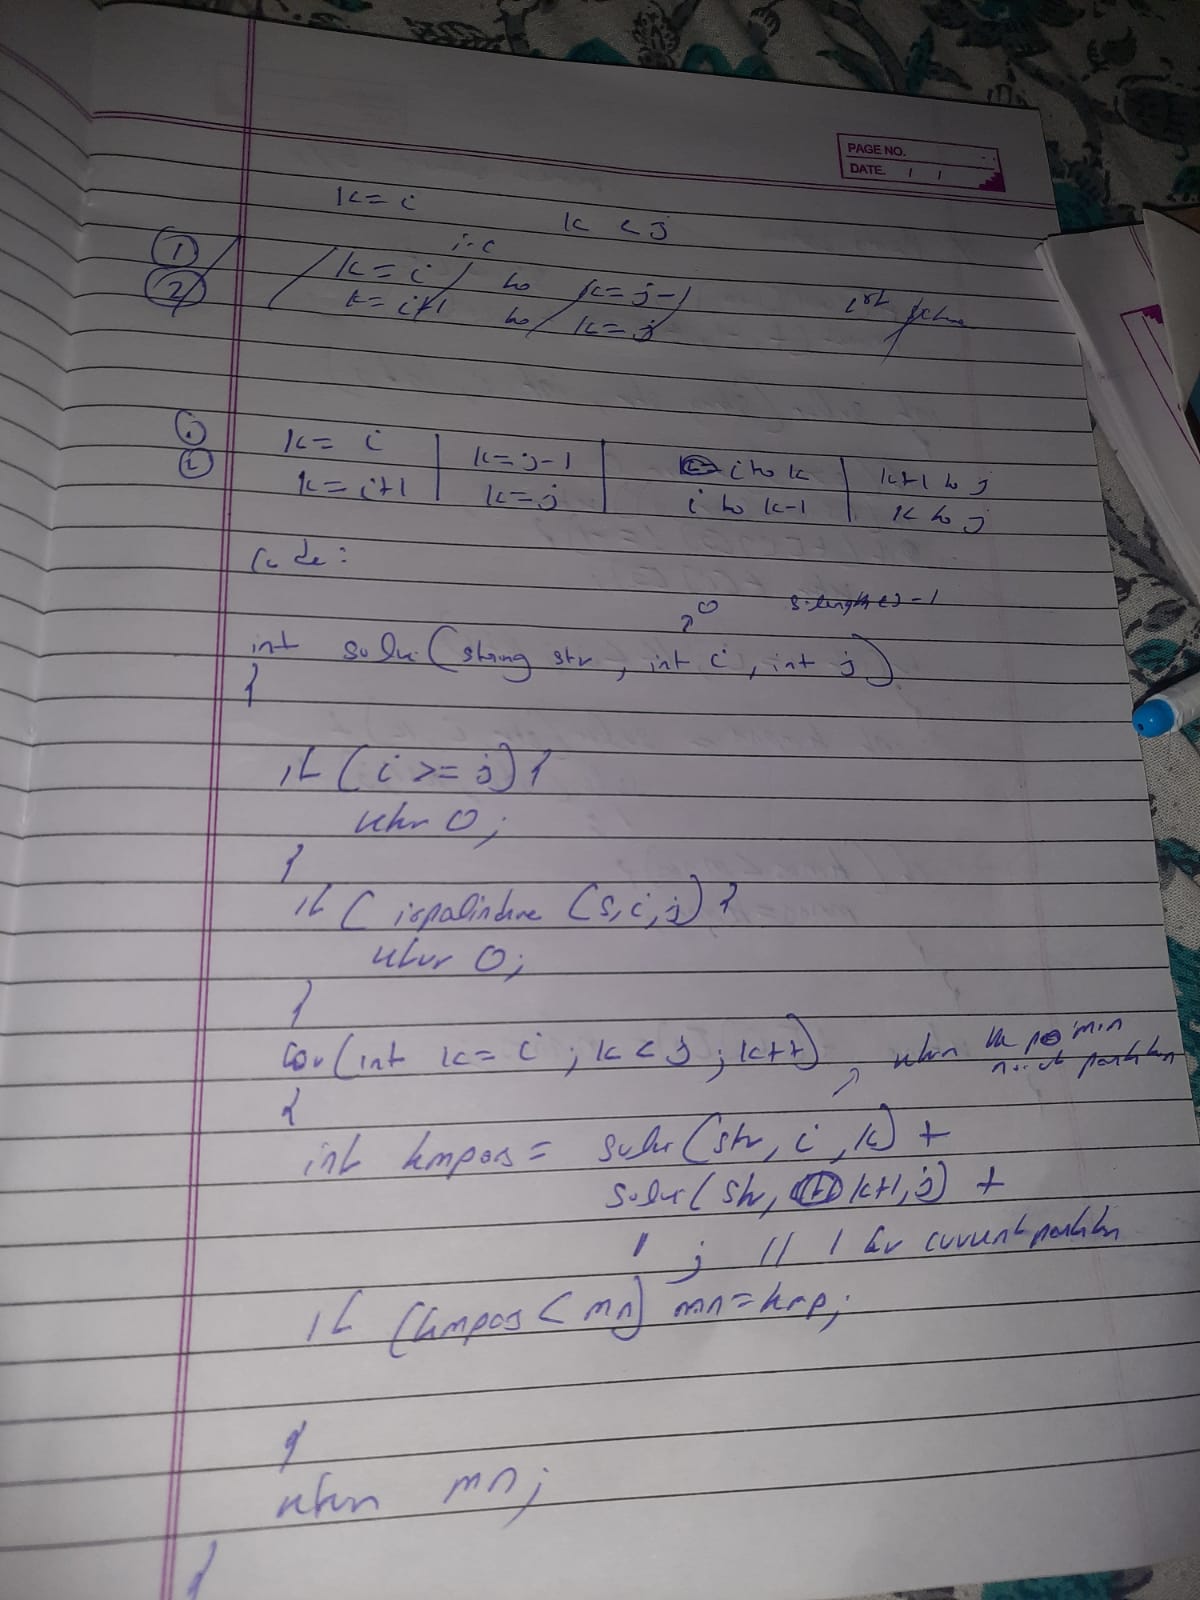 PAGE NO.
DATE. / /
k = i
k < j
①
k = i to k = j-1
②
k = i+1 to k = j
①
k = i | k = j-1 | i to k | k+1 to j
②
k = i+1 | k = j | i to k-1 | k to j
Code:
0 s.length()-1
int solve(string str, int i, int j)
{
if (i >= j) {
return 0;
}
if (ispalindrome (s, i, j) {
return 0;
}
for (int k = i ; k < j ; k++)
return the min
no. of partition
{
int tempans = solve(str, i, k) +
solve(str, k+1, j) +
1 ; // 1 for current partition
if (tempans < mn) mn = temp;
}
return mn;
}